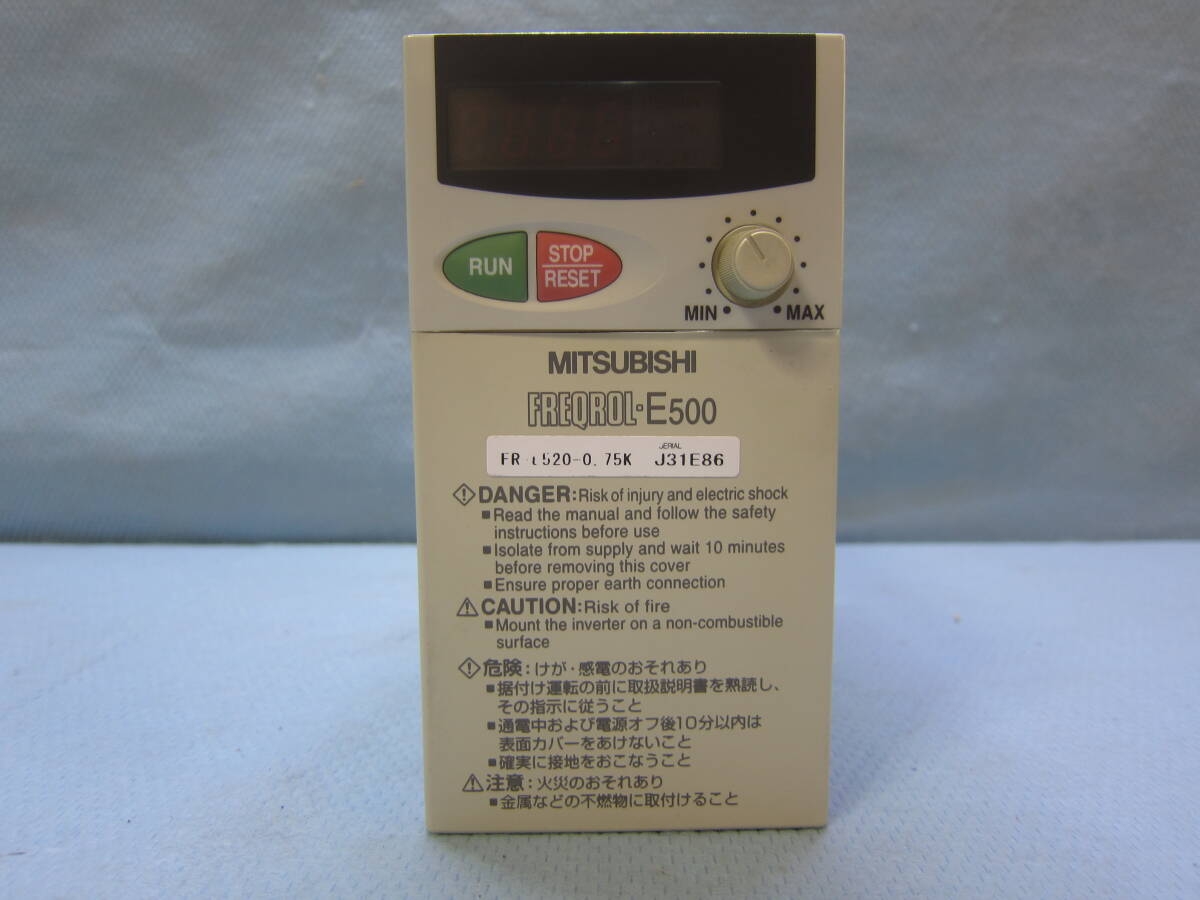 RUN
STOP
RESET
MIN
MAX
MITSUBISHI
FREQROL-E500
SERIAL
FR-E520-0.75K J31E86
DANGER:Risk of injury and electric shock
■Read the manual and follow the safety
instructions before use
■Isolate from supply and wait 10 minutes
before removing this cover
■Ensure proper earth connection
CAUTION:Risk of fire
■Mount the inverter on a non-combustible
surface
危険:けが・感電のおそれあり
■据付け運転の前に取扱説明書を熟読し、
その指示に従うこと
■通電中および電源オフ後10分以内は
表面カバーをあけないこと
■確実に接地をおこなうこと
注意:火災のおそれあり
■金属などの不燃物に取付けること